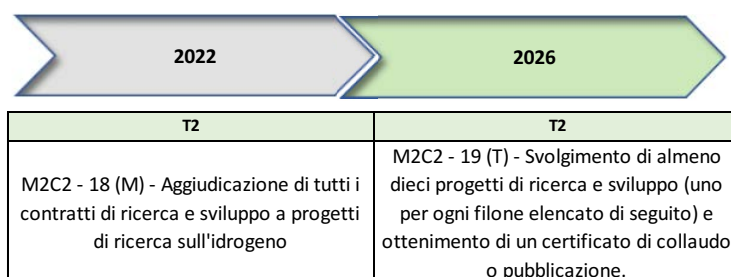 2022
2026
T2
T2
M2C2 - 18 (M) - Aggiudicazione di tutti i
contratti di ricerca e sviluppo a progetti
di ricerca sull'idrogeno
M2C2 - 19 (T) - Svolgimento di almeno
dieci progetti di ricerca e sviluppo (uno
per ogni filone elencato di seguito) e
ottenimento di un certificato di collaudo
o pubblicazione.